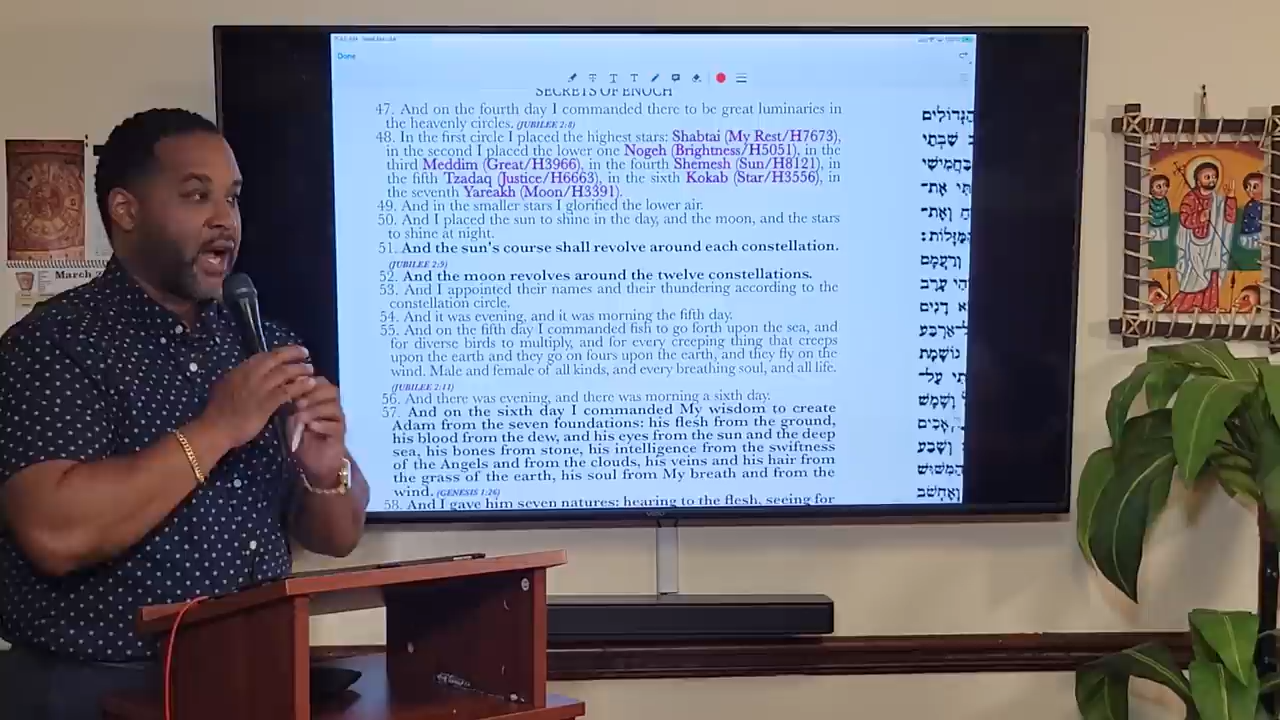 Done
SECRETS OF ENOCH
47. And on the fourth day I commanded there to be great luminaries in
the heavenly circles. (JUBILEE 2:8)
48. In the first circle I placed the highest stars: Shabtai (My Rest/H7673),
in the second I placed the lower one Nogeh (Brightness/H5051), in the
third Meddim (Great/H3966), in the fourth Shemesh (Sun/H8121), in
the fifth Tzadaq (Justice/H6663), in the sixth Kokab (Star/H3556), in
the seventh Yareakh (Moon/H3391).
49. And in the smaller stars I glorified the lower air.
50. And I placed the sun to shine in the day, and the moon, and the stars
to shine at night.
51. And the sun's course shall revolve around each constellation.
(JUBILEE 2:9)
52. And the moon revolves around the twelve constellations.
53. And I appointed their names and their thundering according to the
constellation circle.
54. And it was evening, and it was morning the fifth day.
55. And on the fifth day I commanded fish to go forth upon the sea, and
for diverse birds to multiply, and for every creeping thing that creeps
upon the earth and they go on fours upon the earth, and they fly on the
wind. Male and female of all kinds, and every breathing soul, and all life.
(JUBILEE 2:11)
56. And there was evening, and there was morning a sixth day.
57. And on the sixth day I commanded My wisdom to create
Adam from the seven foundations: his flesh from the ground,
his blood from the dew, and his eyes from the sun and the deep
sea, his bones from stone, his intelligence from the swiftness
of the Angels and from the clouds, his veins and his hair from
the grass of the earth, his soul from My breath and from the
wind. (GENESIS 1:26)
58. And I gave him seven natures: hearing to the flesh, seeing for
הַגְּדוֹלִים
שַׁבְּתַי
March